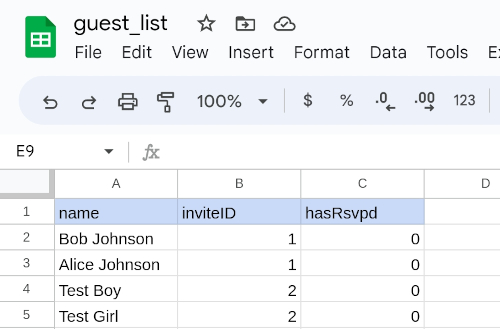 guest_list
File Edit View Insert Format Data Tools
100% $ % .0 .00 123
E9 fx
A B C D
1 name inviteID hasRsvpd
2 Bob Johnson 1 0
3 Alice Johnson 1 0
4 Test Boy 2 0
5 Test Girl 2 0